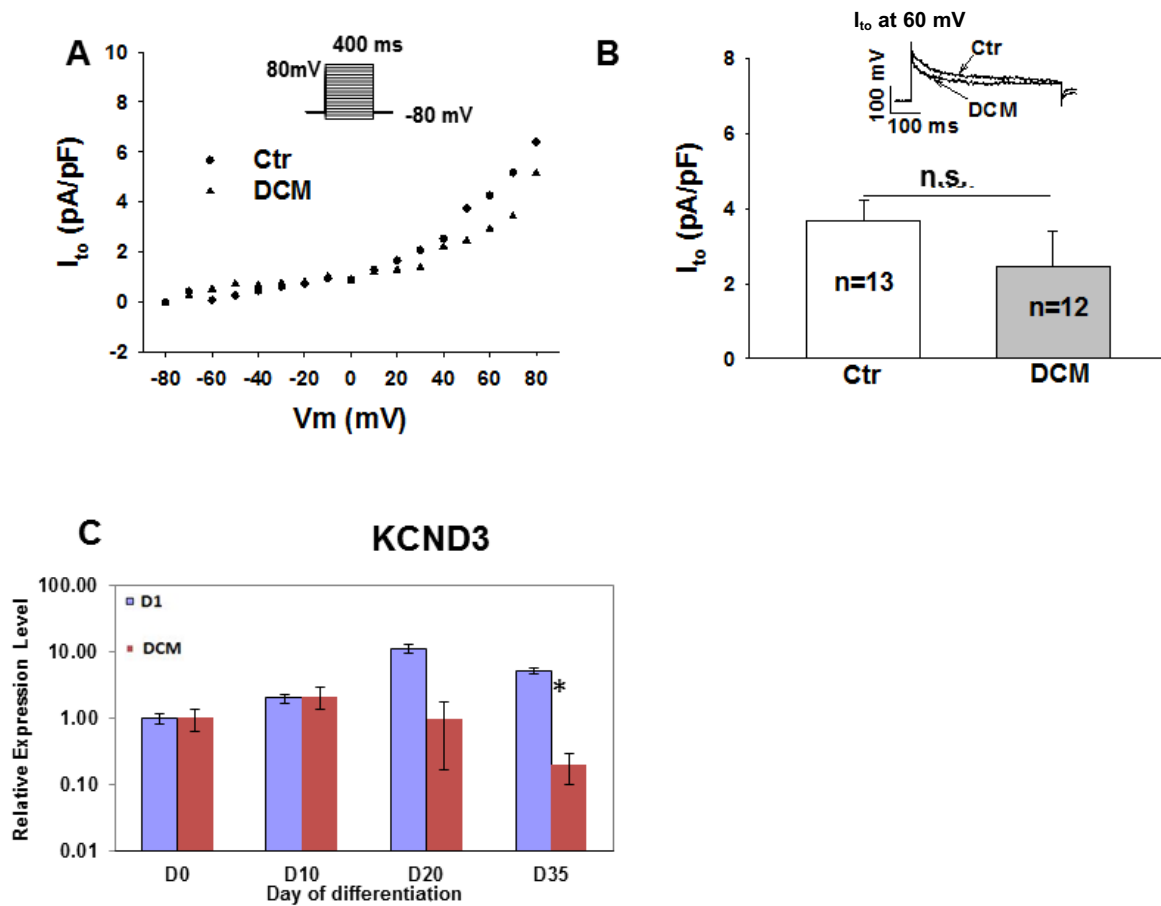 A
10
8
6
4
2
0
-2
I_to (pA/pF)
400 ms
80mV
-80 mV
Ctr
DCM
-80 -60 -40 -20 0 20 40 60 80
Vm (mV)
B
I_to at 60 mV
8
6
4
2
0
I_to (pA/pF)
100 mV
100 ms
Ctr
DCM
n.s.
n=13
n=12
Ctr DCM
C
KCND3
100.00
10.00
1.00
0.10
0.01
Relative Expression Level
D1
DCM
*
D0 D10 D20 D35
Day of differentiation